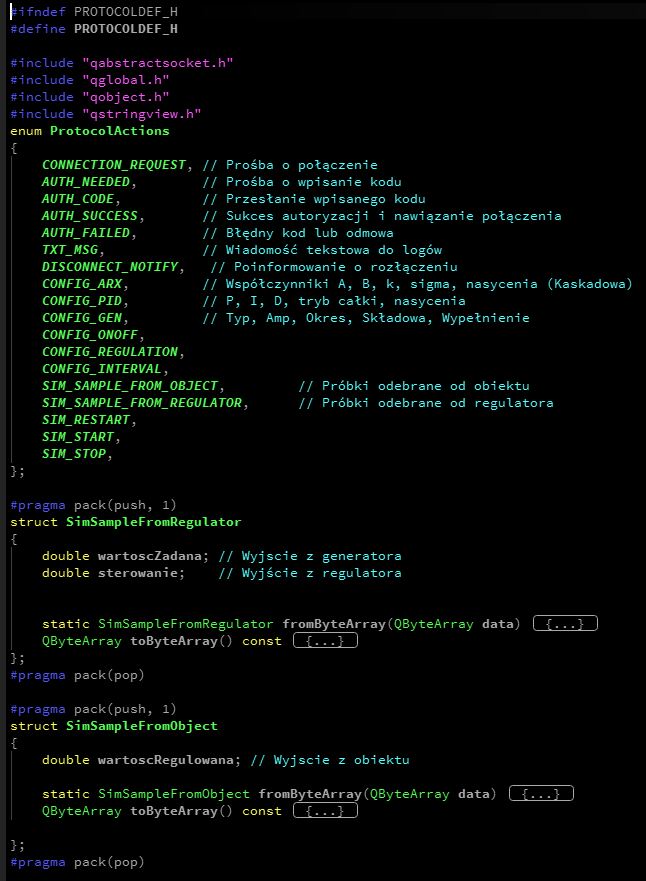 #ifndef PROTOCOLDEF_H
#define PROTOCOLDEF_H
#include "qabstractsocket.h"
#include "qglobal.h"
#include "qobject.h"
#include "qstringview.h"
enum ProtocolActions
{
CONNECTION_REQUEST, // Prośba o połączenie
AUTH_NEEDED, // Prośba o wpisanie kodu
AUTH_CODE, // Przesłanie wpisanego kodu
AUTH_SUCCESS, // Sukces autoryzacji i nawiązanie połączenia
AUTH_FAILED, // Błędny kod lub odmowa
TXT_MSG, // Wiadomość tekstowa do logów
DISCONNECT_NOTIFY, // Poinformowanie o rozłączeniu
CONFIG_ARX, // Współczynniki A, B, k, sigma, nasycenia (Kaskadowa)
CONFIG_PID, // P, I, D, tryb całki, nasycenia
CONFIG_GEN, // Typ, Amp, Okres, Składowa, Wypełnienie
CONFIG_ONOFF,
CONFIG_REGULATION,
CONFIG_INTERVAL,
SIM_SAMPLE_FROM_OBJECT, // Próbki odebrane od obiektu
SIM_SAMPLE_FROM_REGULATOR, // Próbki odebrane od regulatora
SIM_RESTART,
SIM_START,
SIM_STOP,
};
#pragma pack(push, 1)
struct SimSampleFromRegulator
{
double wartoscZadana; // Wyjscie z generatora
double sterowanie; // Wyjście z regulatora
static SimSampleFromRegulator fromByteArray(QByteArray data) {...}
QByteArray toByteArray() const {...}
};
#pragma pack(pop)
#pragma pack(push, 1)
struct SimSampleFromObject
{
double wartoscRegulowana; // Wyjscie z obiektu
static SimSampleFromObject fromByteArray(QByteArray data) {...}
QByteArray toByteArray() const {...}
};
#pragma pack(pop)